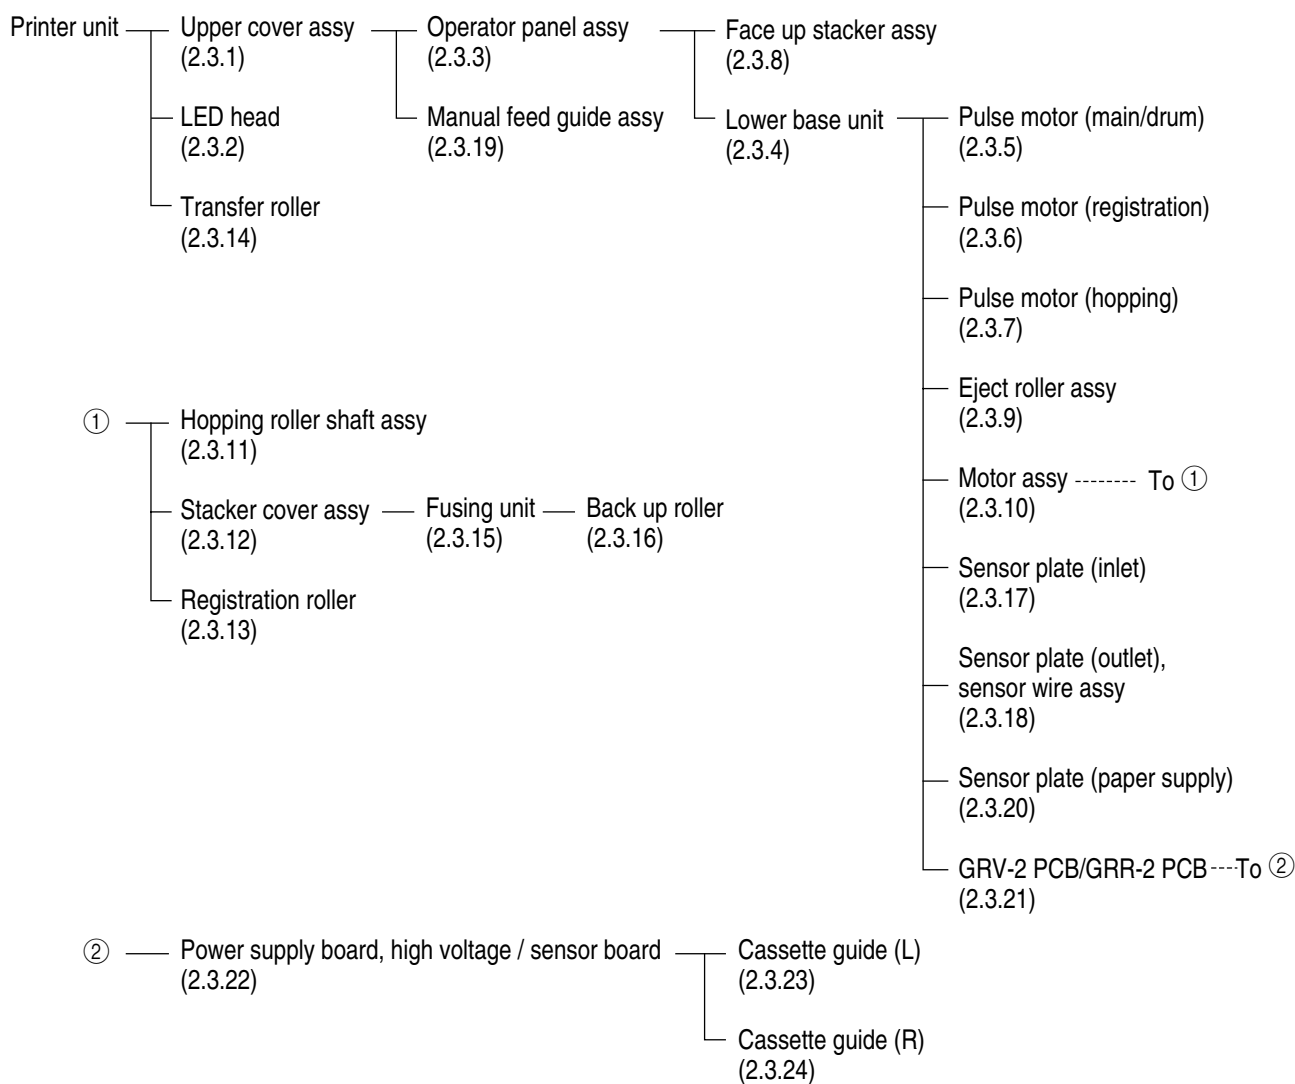 Printer unit
Upper cover assy
(2.3.1)
Operator panel assy
(2.3.3)
Face up stacker assy
(2.3.8)
LED head
(2.3.2)
Manual feed guide assy
(2.3.19)
Lower base unit
(2.3.4)
Pulse motor (main/drum)
(2.3.5)
Transfer roller
(2.3.14)
Pulse motor (registration)
(2.3.6)
Pulse motor (hopping)
(2.3.7)
Eject roller assy
(2.3.9)
Motor assy -------- To ①
(2.3.10)
Sensor plate (inlet)
(2.3.17)
Sensor plate (outlet),
sensor wire assy
(2.3.18)
Sensor plate (paper supply)
(2.3.20)
GRV-2 PCB/GRR-2 PCB ----To ②
(2.3.21)
①
Hopping roller shaft assy
(2.3.11)
Stacker cover assy
(2.3.12)
Fusing unit
(2.3.15)
Back up roller
(2.3.16)
Registration roller
(2.3.13)
②
Power supply board, high voltage / sensor board
(2.3.22)
Cassette guide (L)
(2.3.23)
Cassette guide (R)
(2.3.24)